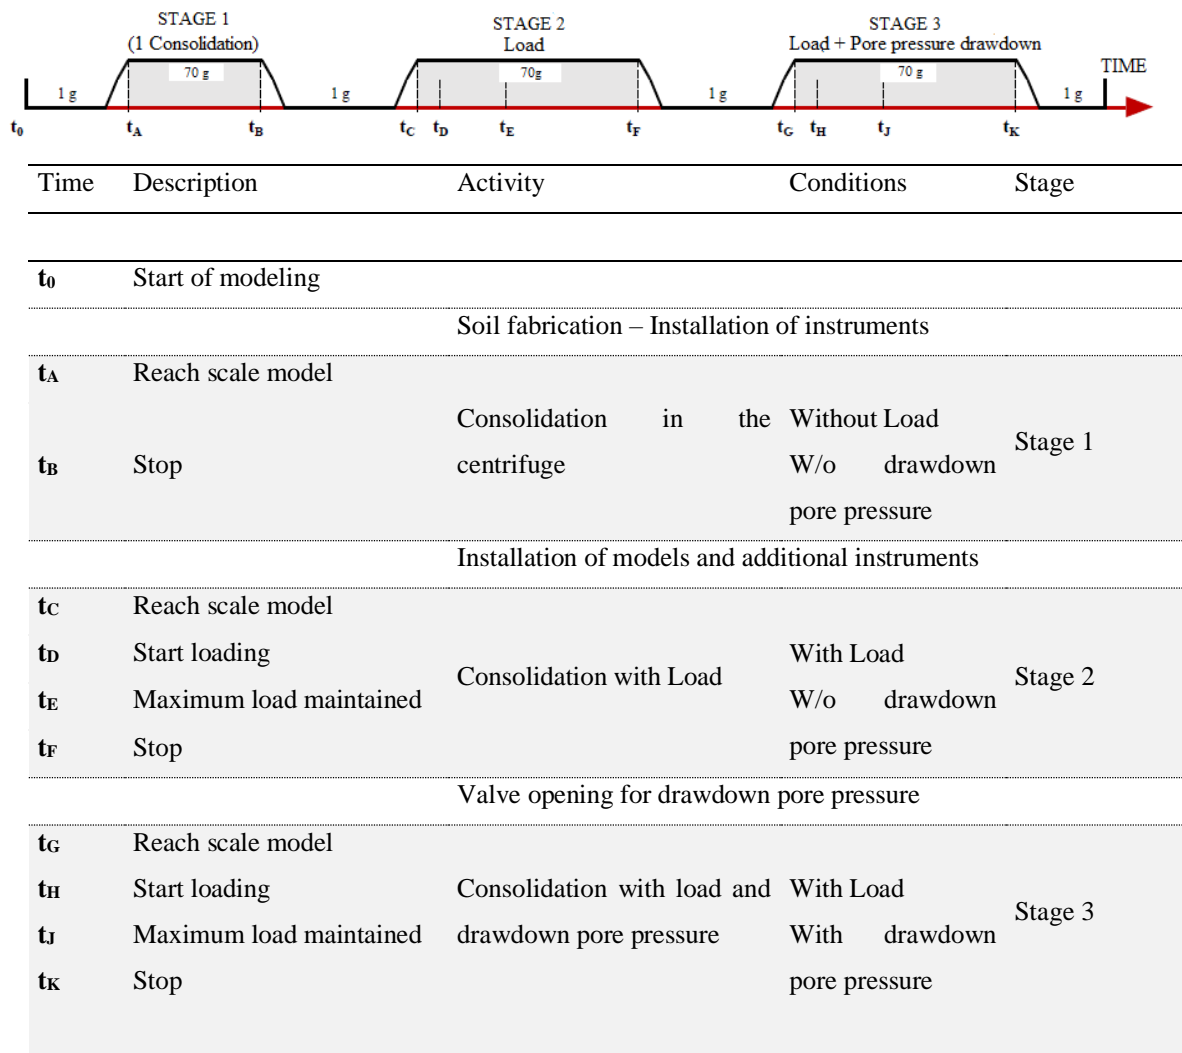 STAGE 1
(1 Consolidation)
STAGE 2
Load
STAGE 3
Load + Pore pressure drawdown
TIME
1 g
70 g
1 g
70g
1 g
70 g
1 g
t0 tA tB tC tD tE tF tG tH tJ tK
Time Description Activity Conditions Stage
t0 Start of modeling
Soil fabrication – Installation of instruments
tA Reach scale model
Consolidation in the Without Load
Stage 1
tB Stop centrifuge W/o drawdown
pore pressure
Installation of models and additional instruments
tC Reach scale model
tD Start loading With Load
Consolidation with Load Stage 2
tE Maximum load maintained W/o drawdown
tF Stop pore pressure
Valve opening for drawdown pore pressure
tG Reach scale model
tH Start loading Consolidation with load and With Load
Stage 3
tJ Maximum load maintained drawdown pore pressure With drawdown
tK Stop pore pressure